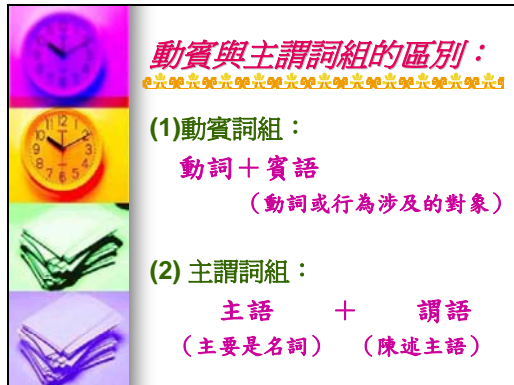 動賓與主謂詞組的區別：
(1)動賓詞組：
動詞＋賓語
（動詞或行為涉及的對象）
(2) 主謂詞組：
主語 ＋ 謂語
（主要是名詞） （陳述主語）